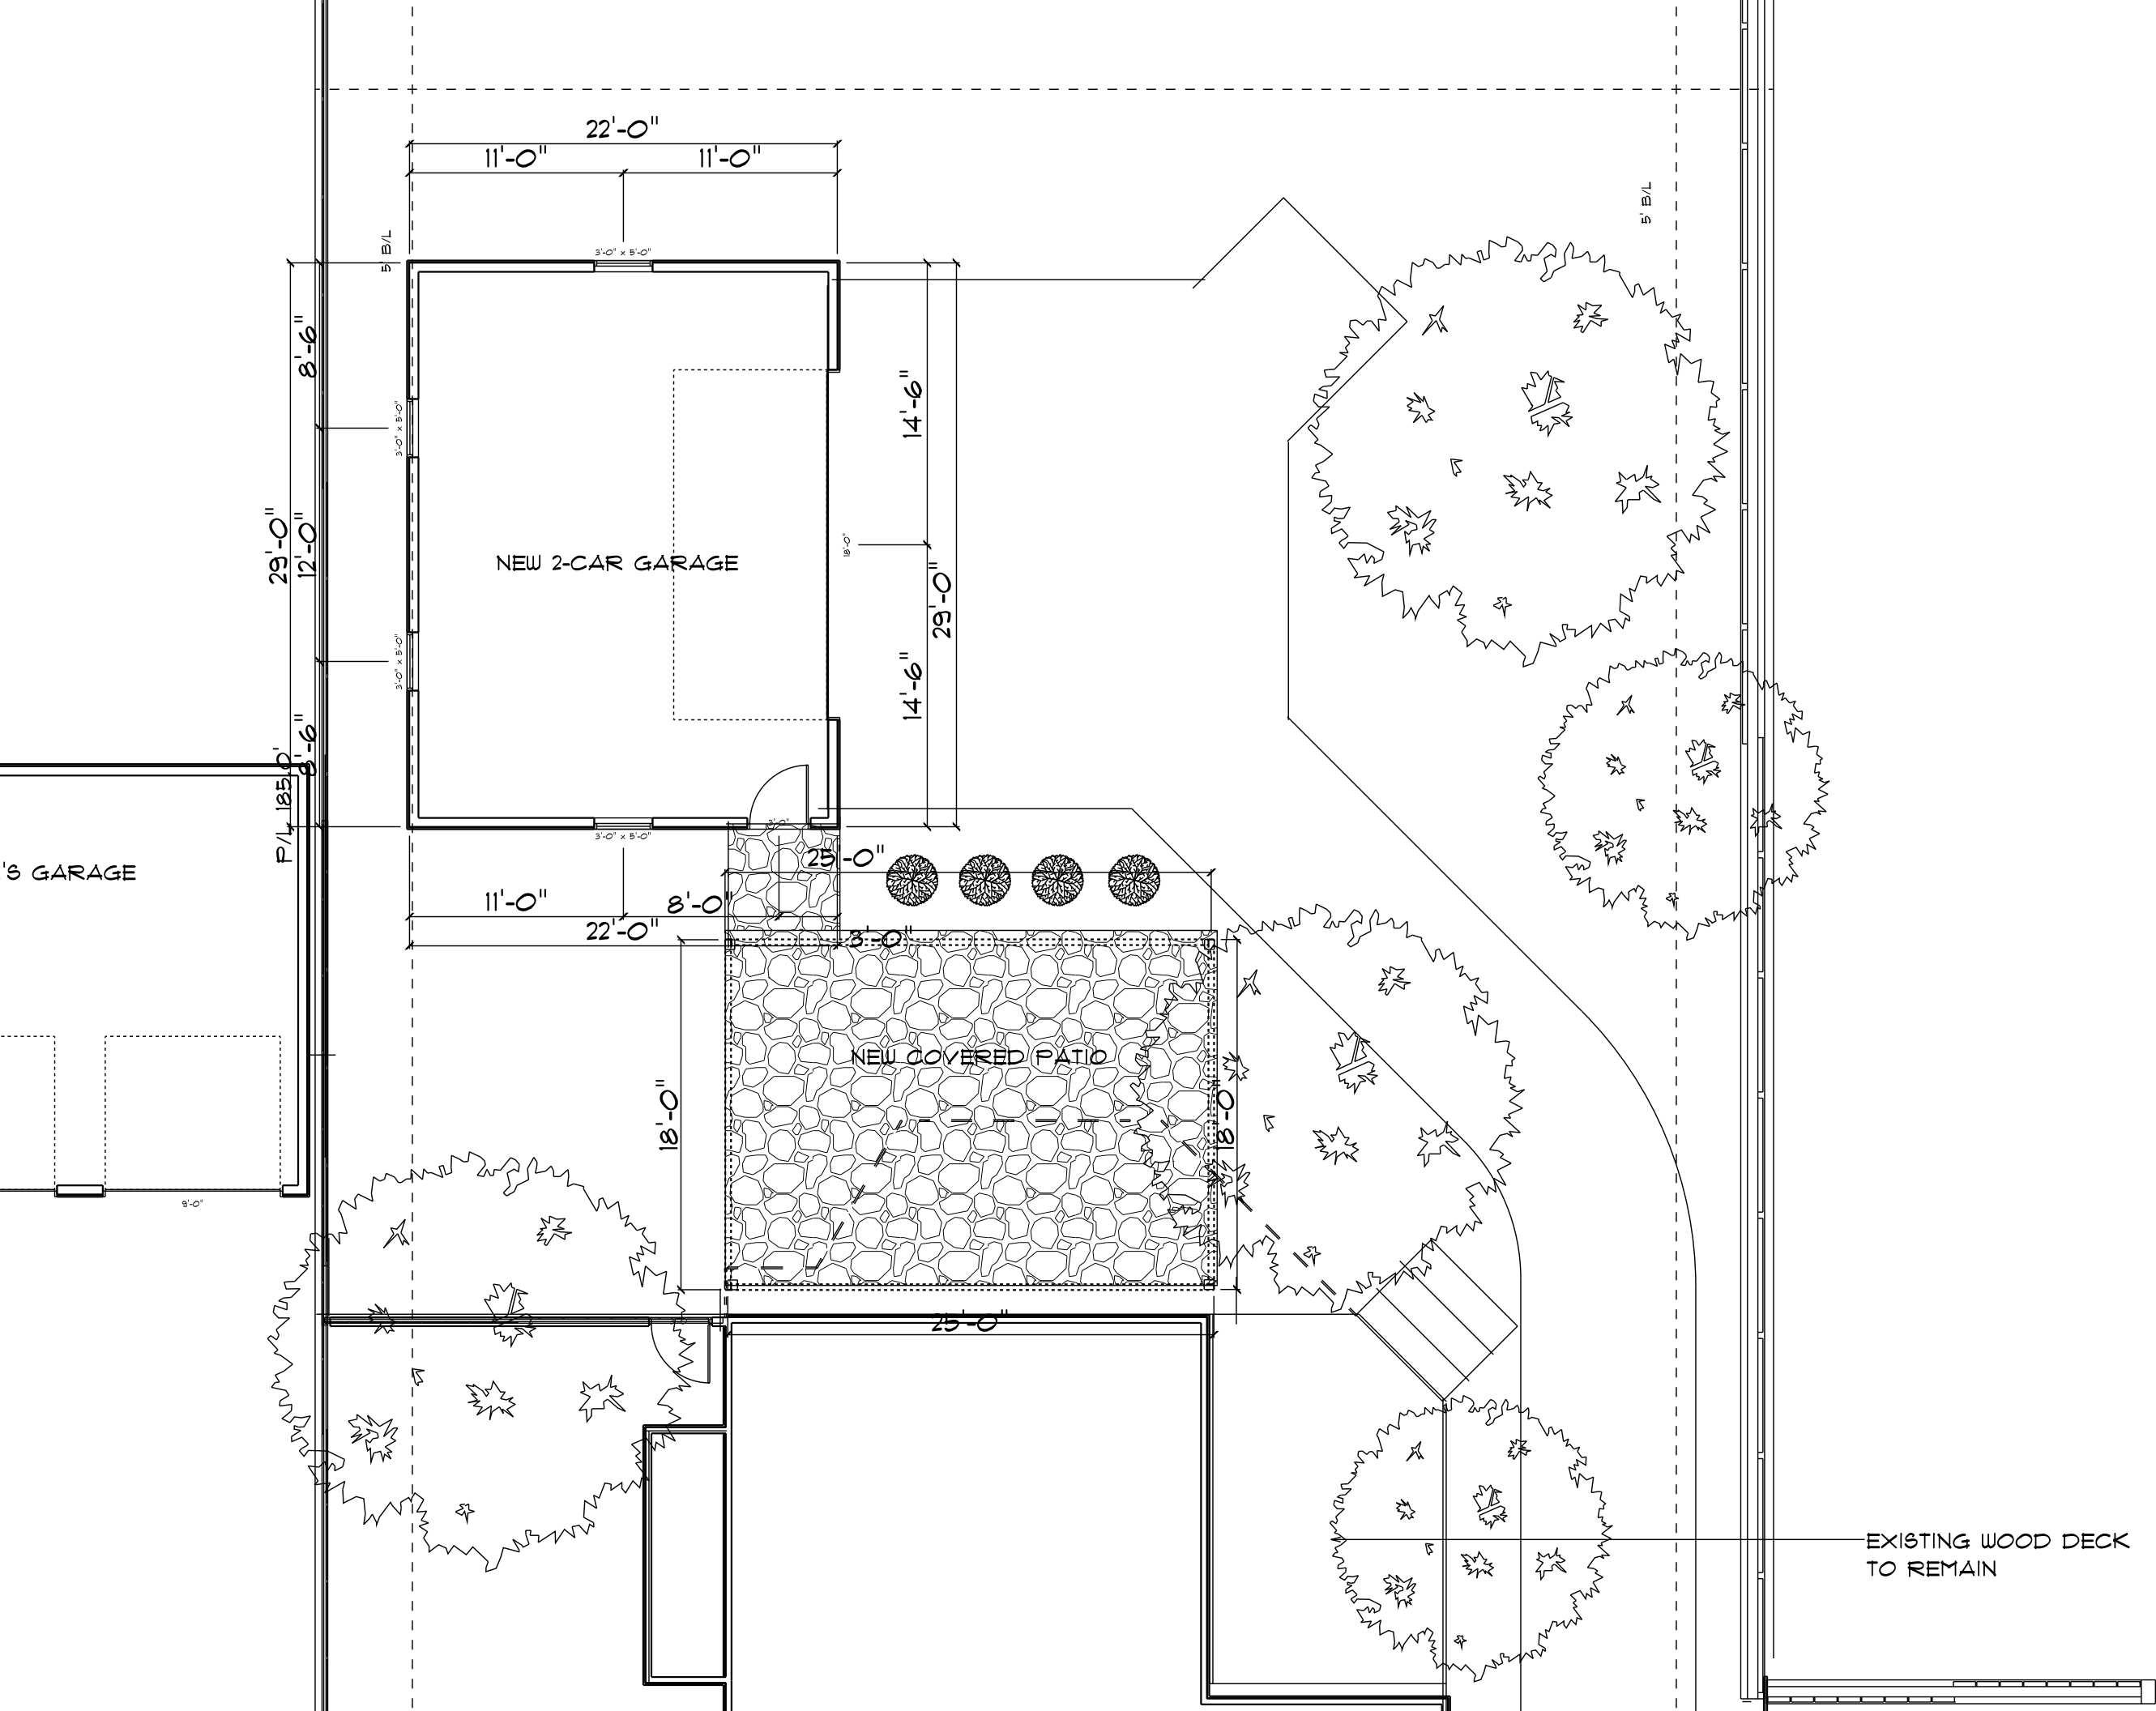 22'-0"
11'-0"
11'-0"
5' B/L
5' B/L
3'-0" x 5'-0"
8'-6"
14'-6"
3'-0" x 5'-0"
29'-0"
12'-0"
18'-0"
NEW 2-CAR GARAGE
29'-0"
3'-0" x 5'-0"
14'-6"
8'-6"
P/L 185.0'
3'-0"
3'-0" x 5'-0"
25'-0"
'S GARAGE
11'-0"
8'-0"
22'-0"
3'-0"
NEW COVERED PATIO
18'-0"
18'-0"
9'-0"
25'-0"
EXISTING WOOD DECK
TO REMAIN